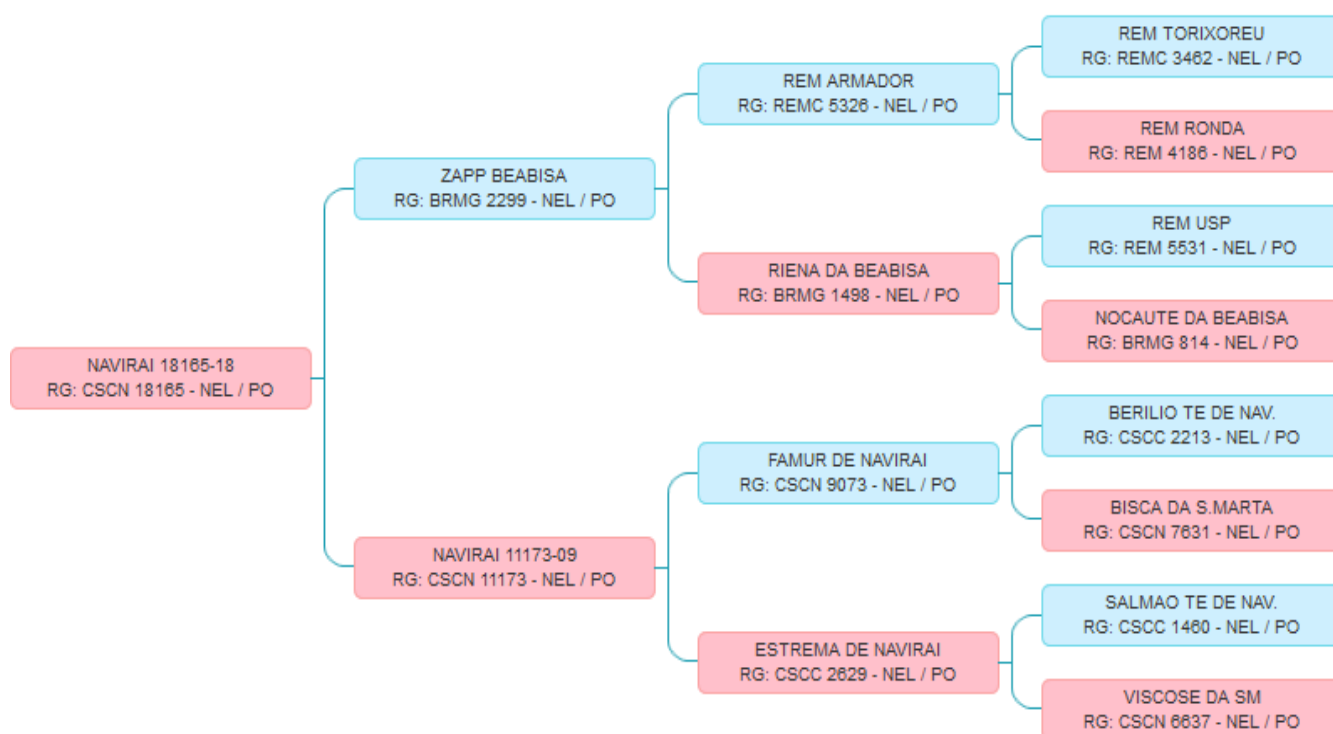 REM TORIXOREU
RG: REMC 3462 - NEL / PO
REM ARMADOR
RG: REMC 5326 - NEL / PO
REM RONDA
RG: REM 4186 - NEL / PO
ZAPP BEABISA
RG: BRMG 2299 - NEL / PO
REM USP
RG: REM 5531 - NEL / PO
RIENA DA BEABISA
RG: BRMG 1498 - NEL / PO
NOCAUTE DA BEABISA
RG: BRMG 814 - NEL / PO
NAVIRAI 18165-18
RG: CSCN 18165 - NEL / PO
BERILIO TE DE NAV.
RG: CSCC 2213 - NEL / PO
FAMUR DE NAVIRAI
RG: CSCN 9073 - NEL / PO
BISCA DA S.MARTA
RG: CSCN 7631 - NEL / PO
NAVIRAI 11173-09
RG: CSCN 11173 - NEL / PO
SALMAO TE DE NAV.
RG: CSCC 1460 - NEL / PO
ESTREMA DE NAVIRAI
RG: CSCC 2629 - NEL / PO
VISCOSE DA SM
RG: CSCN 6637 - NEL / PO